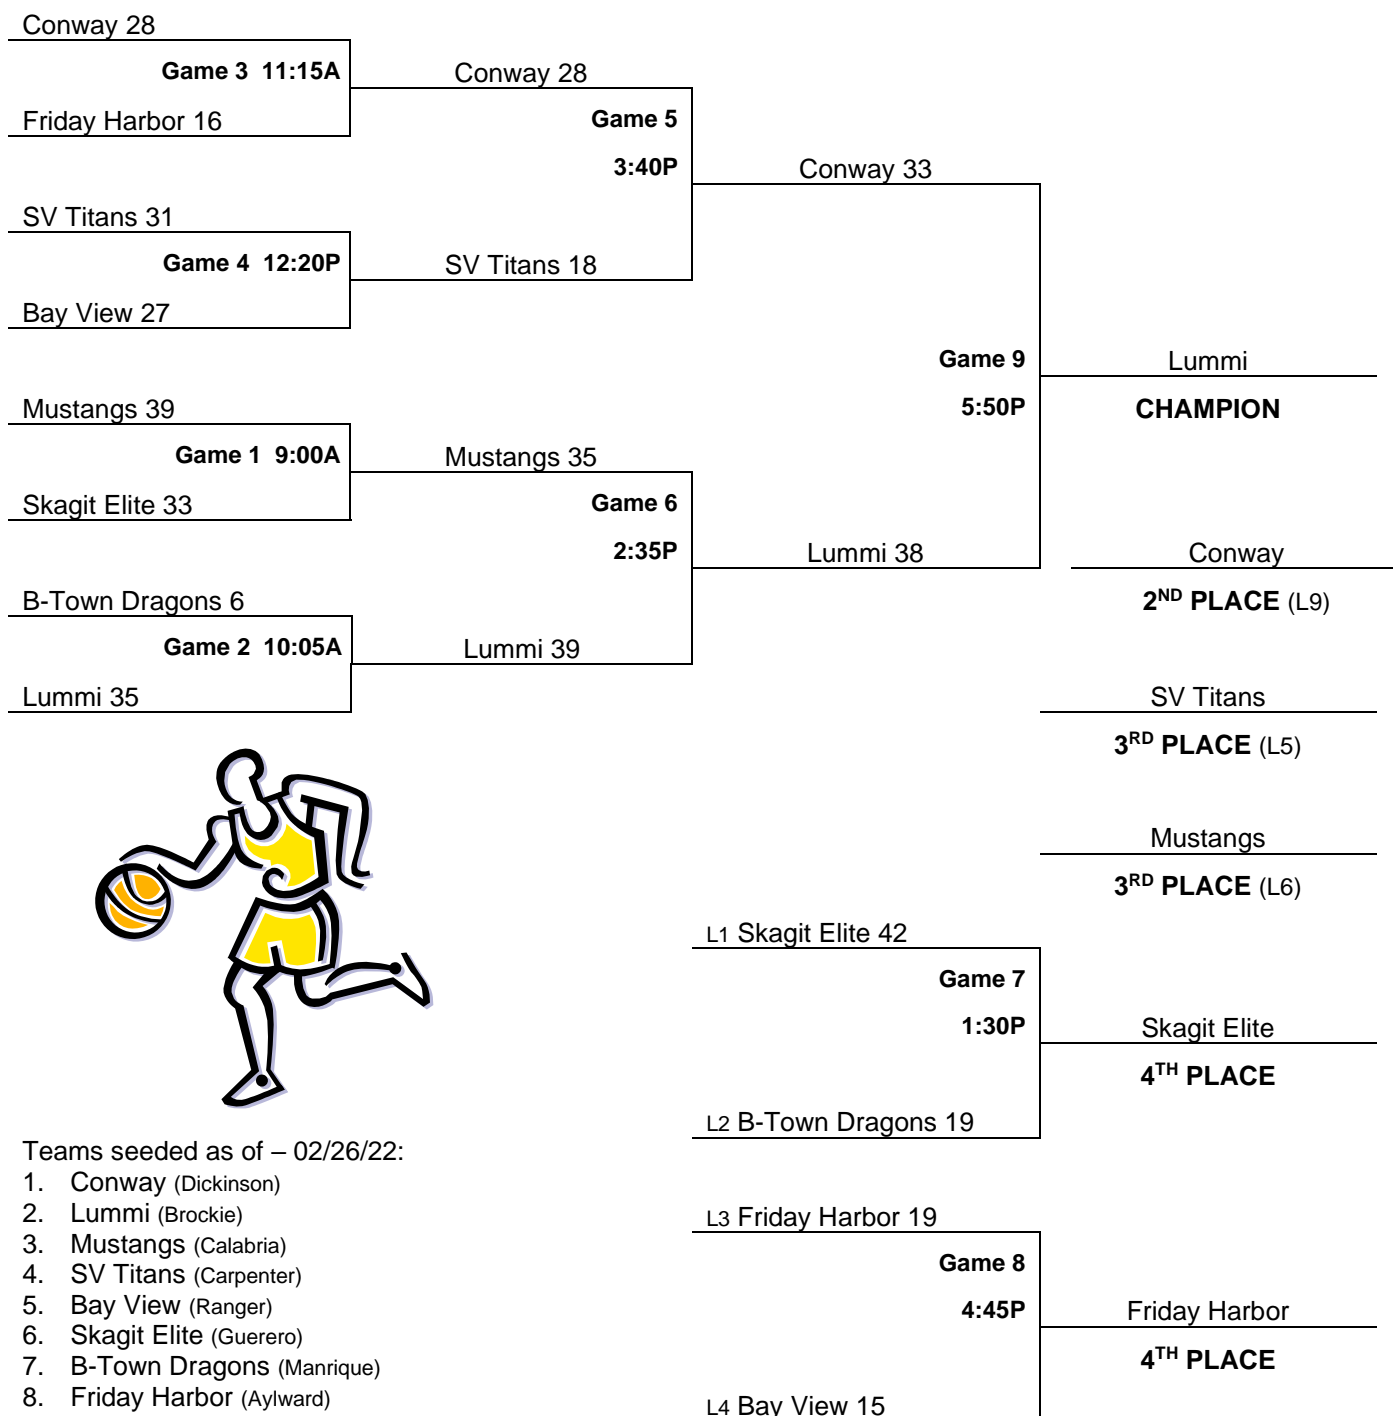 Conway 28
Game 3 11:15A
Conway 28
Friday Harbor 16
Game 5
3:40P
Conway 33
SV Titans 31
Game 4 12:20P
SV Titans 18
Bay View 27
Game 9
Lummi
Mustangs 39
5:50P
CHAMPION
Game 1 9:00A
Mustangs 35
Skagit Elite 33
Game 6
2:35P
Lummi 38
Conway
B-Town Dragons 6
2ND PLACE (L9)
Game 2 10:05A
Lummi 39
Lummi 35
SV Titans
3RD PLACE (L5)
Mustangs
3RD PLACE (L6)
L1 Skagit Elite 42
Game 7
1:30P
Skagit Elite
4TH PLACE
L2 B-Town Dragons 19
Teams seeded as of – 02/26/22:
1. Conway (Dickinson)
2. Lummi (Brockie)
3. Mustangs (Calabria)
4. SV Titans (Carpenter)
5. Bay View (Ranger)
6. Skagit Elite (Guerero)
7. B-Town Dragons (Manrique)
8. Friday Harbor (Aylward)
L3 Friday Harbor 19
Game 8
4:45P
Friday Harbor
4TH PLACE
L4 Bay View 15